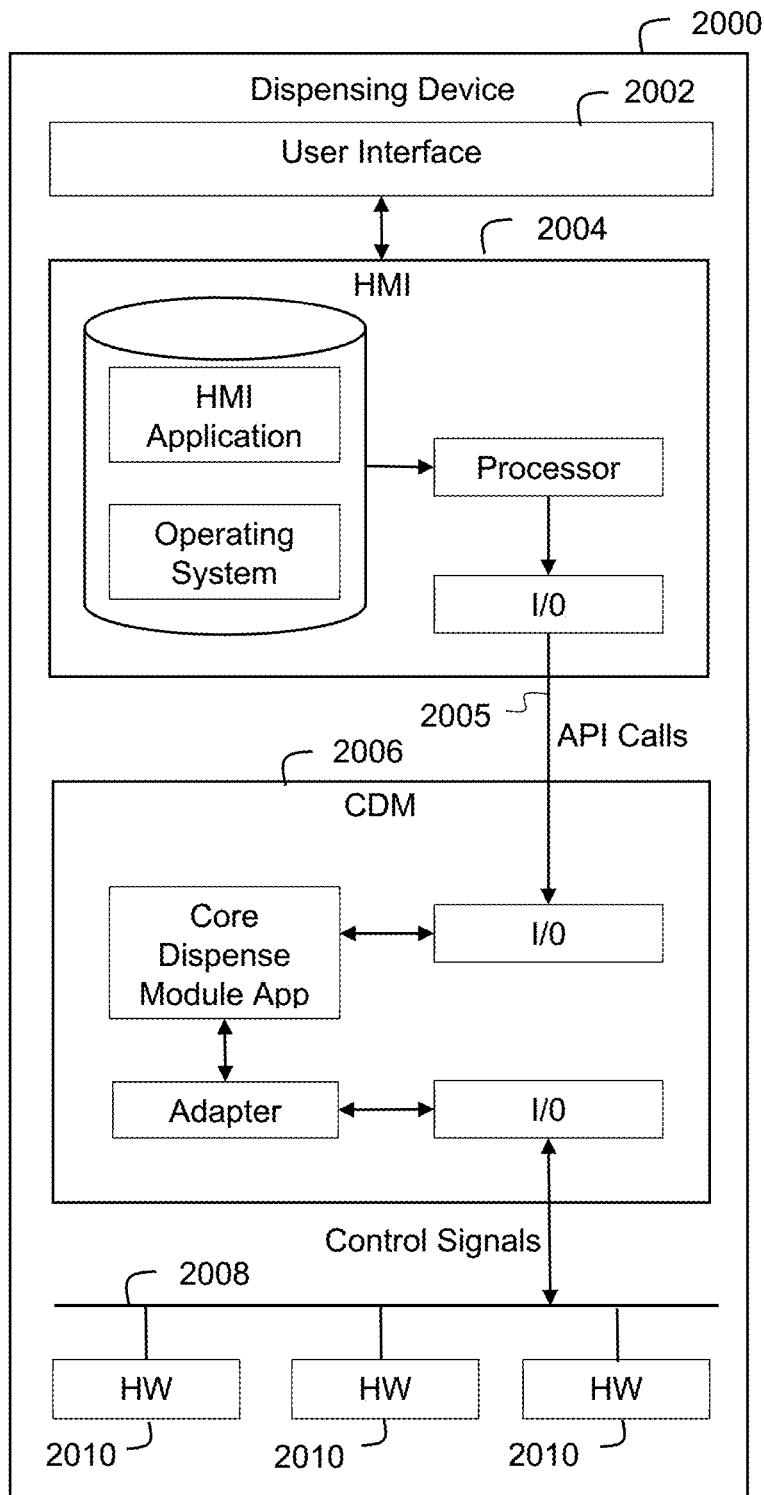 2000
Dispensing Device
2002
User Interface
2004
HMI
HMI
Application
Processor
Operating
System
I/0
2005
API Calls
2006
CDM
Core
Dispense
Module App
I/0
Adapter
I/0
Control Signals
2008
HW
HW
HW
2010
2010
2010